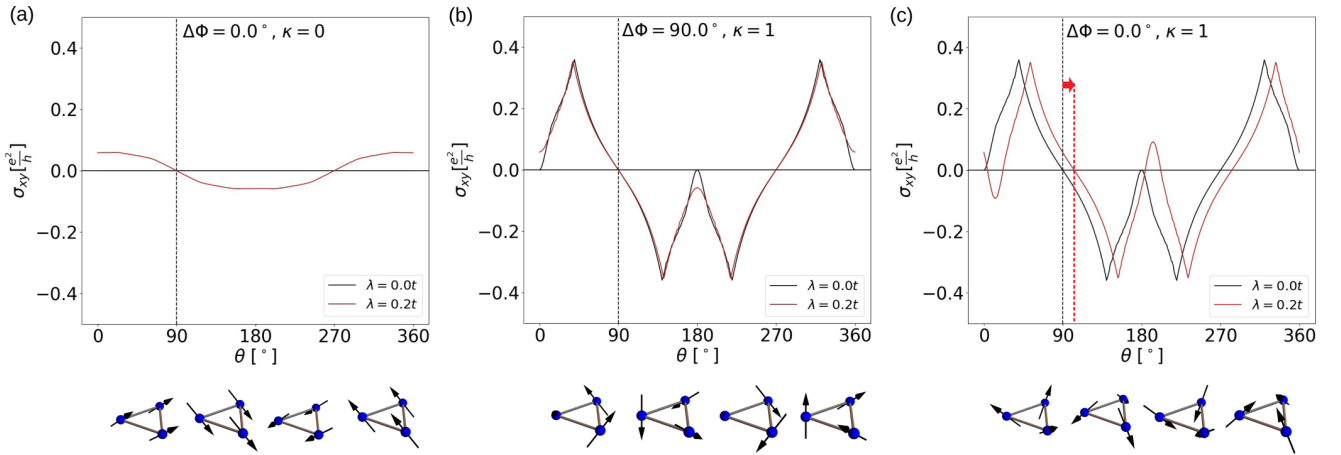 (a)
ΔΦ = 0.0°, κ = 0
0.4
0.2
0.0
−0.2
−0.4
σxy[e²/h]
λ = 0.0t
λ = 0.2t
0 90 180 270 360
θ [°]
(b)
ΔΦ = 90.0°, κ = 1
0.4
0.2
0.0
−0.2
−0.4
σxy[e²/h]
λ = 0.0t
λ = 0.2t
0 90 180 270 360
θ [°]
(c)
ΔΦ = 0.0°, κ = 1
0.4
0.2
0.0
−0.2
−0.4
σxy[e²/h]
λ = 0.0t
λ = 0.2t
0 90 180 270 360
θ [°]